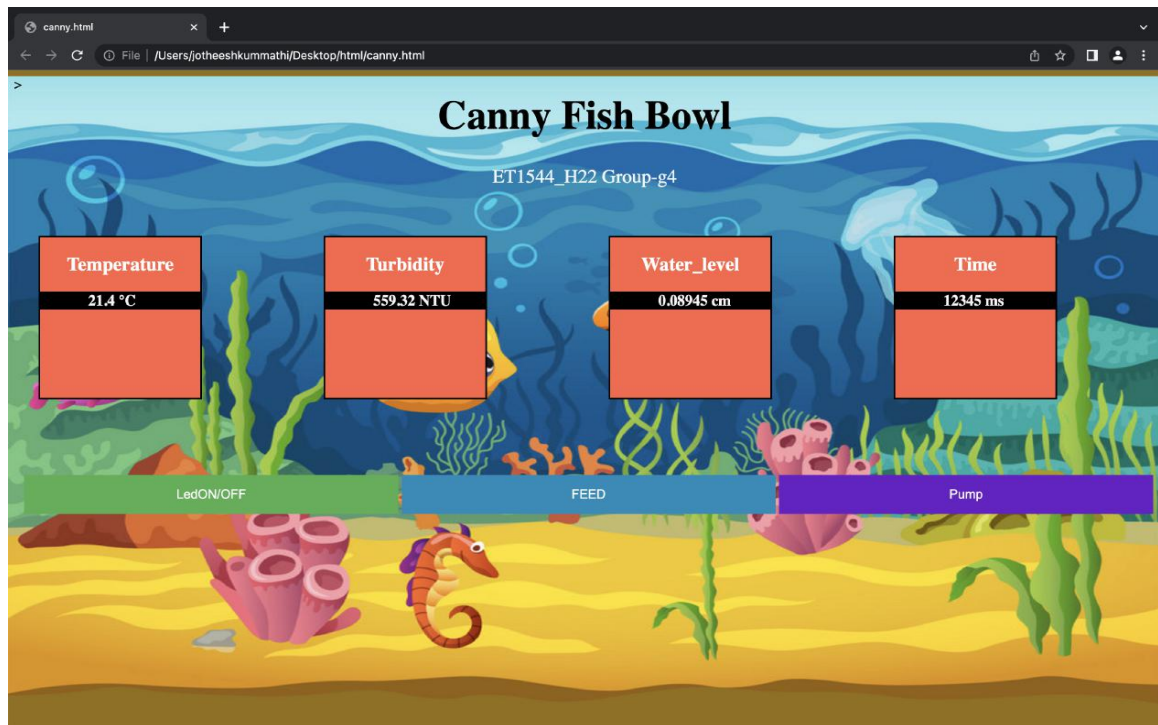 canny.html
File | /Users/jotheeshkummathi/Desktop/html/canny.html
>
Canny Fish Bowl
ET1544_H22 Group-g4
Temperature Turbidity Water_level Time
21.4 °C 559.32 NTU 0.08945 cm 12345 ms
LedON/OFF FEED Pump